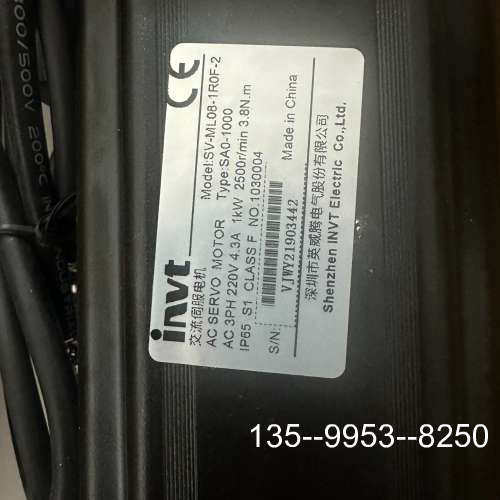 300/500V 200C
invt
CE
交流伺服电机
AC SERVO MOTOR Model:SV-ML08-1R0F-2
AC 3PH 220V 4.3A 1kW 2500r/min 3.8N.m Type:SA0-1000
IP65 S1 CLASS F NO.1030004
S/N: VJWY21903442 Made in China
深圳市英威腾电气股份有限公司
Shenzhen INVT Electric Co.,Ltd.
135--9953--8250